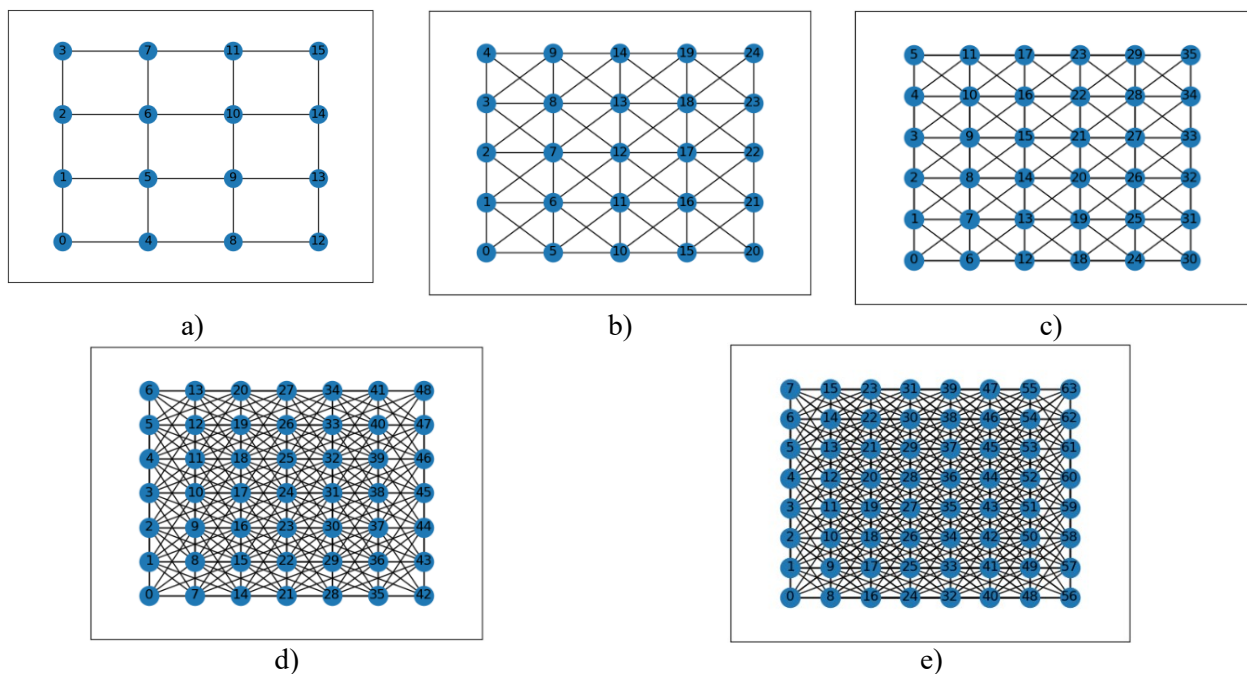 3 7 11 15
2 6 10 14
1 5 9 13
0 4 8 12
a)
4 9 14 19 24
3 8 13 18 23
2 7 12 17 22
1 6 11 16 21
0 5 10 15 20
b)
5 11 17 23 29 35
4 10 16 22 28 34
3 9 15 21 27 33
2 8 14 20 26 32
1 7 13 19 25 31
0 6 12 18 24 30
c)
6 13 20 27 34 41 48
5 12 19 26 33 40 47
4 11 18 25 32 39 46
3 10 17 24 31 38 45
2 9 16 23 30 37 44
1 8 15 22 29 36 43
0 7 14 21 28 35 42
d)
7 15 23 31 39 47 55 63
6 14 22 30 38 46 54 62
5 13 21 29 37 45 53 61
4 12 20 28 36 44 52 60
3 11 19 27 35 43 51 59
2 10 18 26 34 42 50 58
1 9 17 25 33 41 49 57
0 8 16 24 32 40 48 56
e)